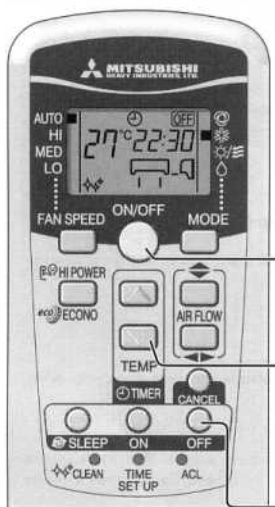 MITSUBISHI
HEAVY INDUSTRIES, LTD.
AUTO
HI
MED
LO
OFF
27°C 22:30
FAN SPEED
ON/OFF
MODE
HI POWER
eco ECONO
AIR FLOW
TEMP
TIMER
CANCEL
SLEEP ON OFF
CLEAN TIME SET UP ACL